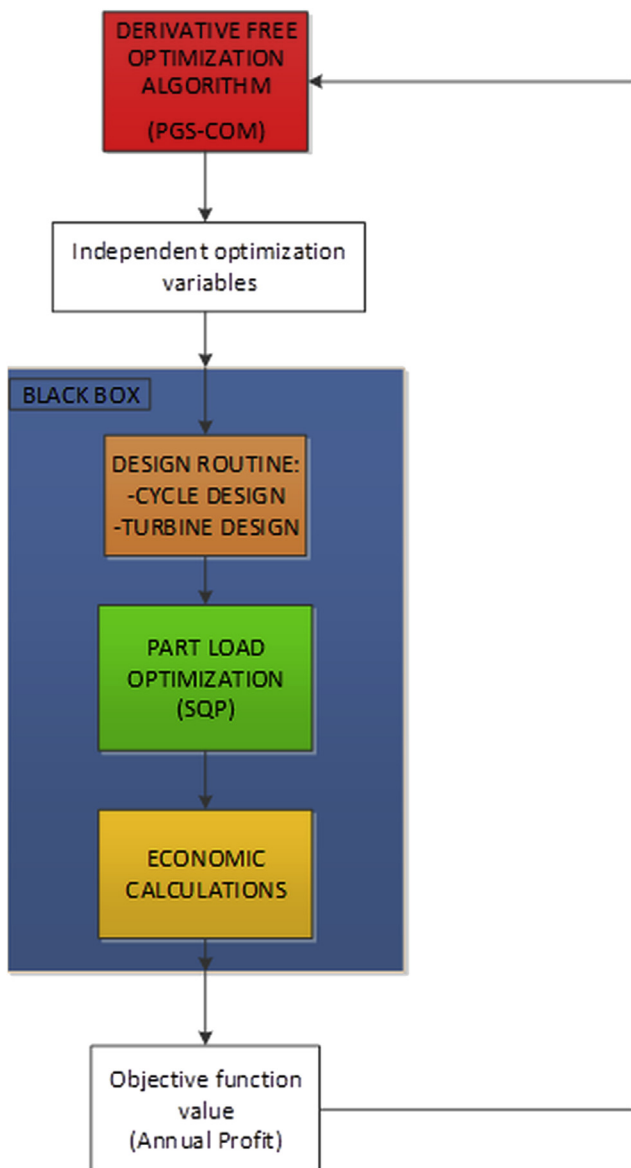 DERIVATIVE FREE
OPTIMIZATION
ALGORITHM
(PGS-COM)
Independent optimization
variables
BLACK BOX
DESIGN ROUTINE:
-CYCLE DESIGN
-TURBINE DESIGN
PART LOAD
OPTIMIZATION
(SQP)
ECONOMIC
CALCULATIONS
Objective function
value
(Annual Profit)